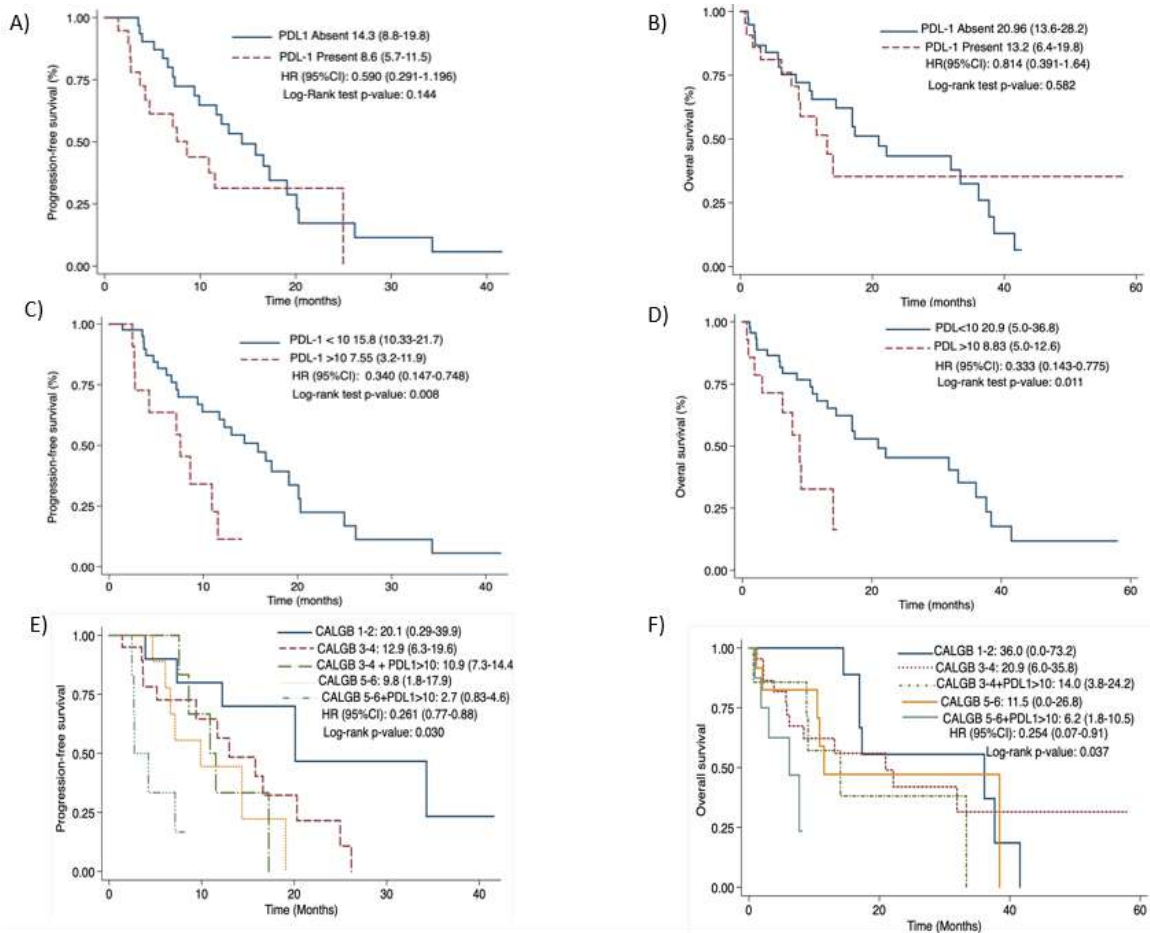 A)
1.00
0.75
0.50
0.25
0.00
Progression-free survival (%)
PDL1 Absent 14.3 (8.8-19.8)
PDL-1 Present 8.6 (5.7-11.5)
HR (95%CI): 0.590 (0.291-1.196)
Log-Rank test p-value: 0.144
0 10 20 30 40
Time (months)
B)
1.00
0.75
0.50
0.25
0.00
Overal survival (%)
PDL-1 Absent 20.96 (13.6-28.2)
PDL-1 Present 13.2 (6.4-19.8)
HR(95%CI): 0.814 (0.391-1.64)
Log-rank test p-value: 0.582
0 20 40 60
Time (months)
C)
1.00
0.75
0.50
0.25
0.00
Progression-free survival (%)
PDL-1 < 10 15.8 (10.33-21.7)
PDL-1 >10 7.55 (3.2-11.9)
HR (95%CI): 0.340 (0.147-0.748)
Log-rank test p-value: 0.008
0 20 40
Time (months)
D)
1.00
0.75
0.50
0.25
0.00
Overal survival (%)
PDL<10 20.9 (5.0-36.8)
PDL >10 8.83 (5.0-12.6)
HR (95%CI): 0.333 (0.143-0.775)
Log-rank test p-value: 0.011
0 20 40 60
Time (months)
E)
1.00
0.75
0.50
0.25
0.00
Progression-free survival
CALGB 1-2: 20.1 (0.29-39.9)
CALGB 3-4: 12.9 (6.3-19.6)
CALGB 3-4 + PDL1>10: 10.9 (7.3-14.4
CALGB 5-6: 9.8 (1.8-17.9)
CALGB 5-6+PDL1>10: 2.7 (0.83-4.6)
HR (95%CI): 0.261 (0.77-0.88)
Log-rank p-value: 0.030
0 10 20 30 40
Time (Months)
F)
1.00
0.75
0.50
0.25
0.00
Overall survival
CALGB 1-2: 36.0 (0.0-73.2)
CALGB 3-4: 20.9 (6.0-35.8)
CALGB 3-4+PDL1>10: 14.0 (3.8-24.2)
CALGB 5-6: 11.5 (0.0-26.8)
CALGB 5-6+PDL1>10: 6.2 (1.8-10.5)
HR (95%CI): 0.254 (0.07-0.91)
Log-rank p-value: 0.037
0 20 40 60
Time (Months)